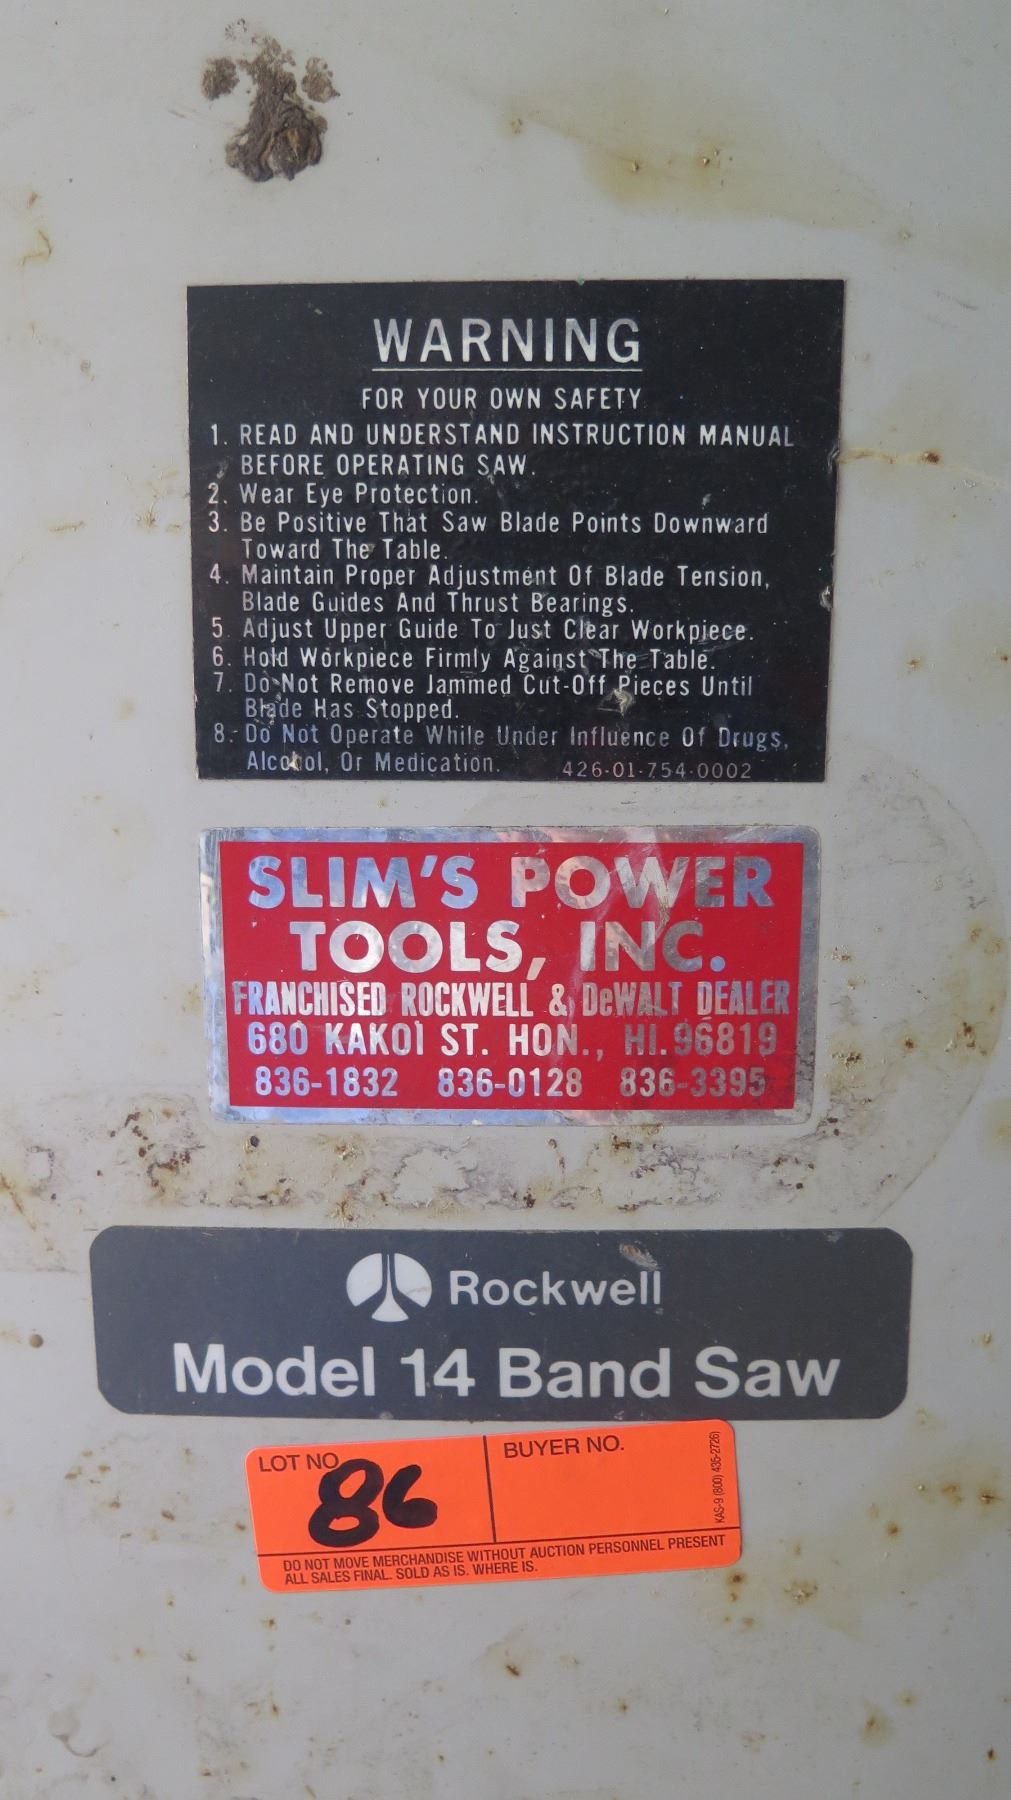 WARNING
FOR YOUR OWN SAFETY
1. READ AND UNDERSTAND INSTRUCTION MANUAL
BEFORE OPERATING SAW.
2. Wear Eye Protection.
3. Be Positive That Saw Blade Points Downward
Toward The Table.
4. Maintain Proper Adjustment Of Blade Tension,
Blade Guides And Thrust Bearings.
5. Adjust Upper Guide To Just Clear Workpiece.
6. Hold Workpiece Firmly Against The Table.
7. Do Not Remove Jammed Cut-Off Pieces Until
Blade Has Stopped.
8. Do Not Operate While Under Influence Of Drugs,
Alcohol, Or Medication. 426-01-754-0002
SLIM'S POWER
TOOLS, INC.
FRANCHISED ROCKWELL & DeWALT DEALER
680 KAKOI ST. HON., HI. 96819
836-1832 836-0128 836-3395
Rockwell
Model 14 Band Saw
LOT NO. 86
BUYER NO.
KAS-9 (800) 435-2726)
DO NOT MOVE MERCHANDISE WITHOUT AUCTION PERSONNEL PRESENT
ALL SALES FINAL. SOLD AS IS. WHERE IS.